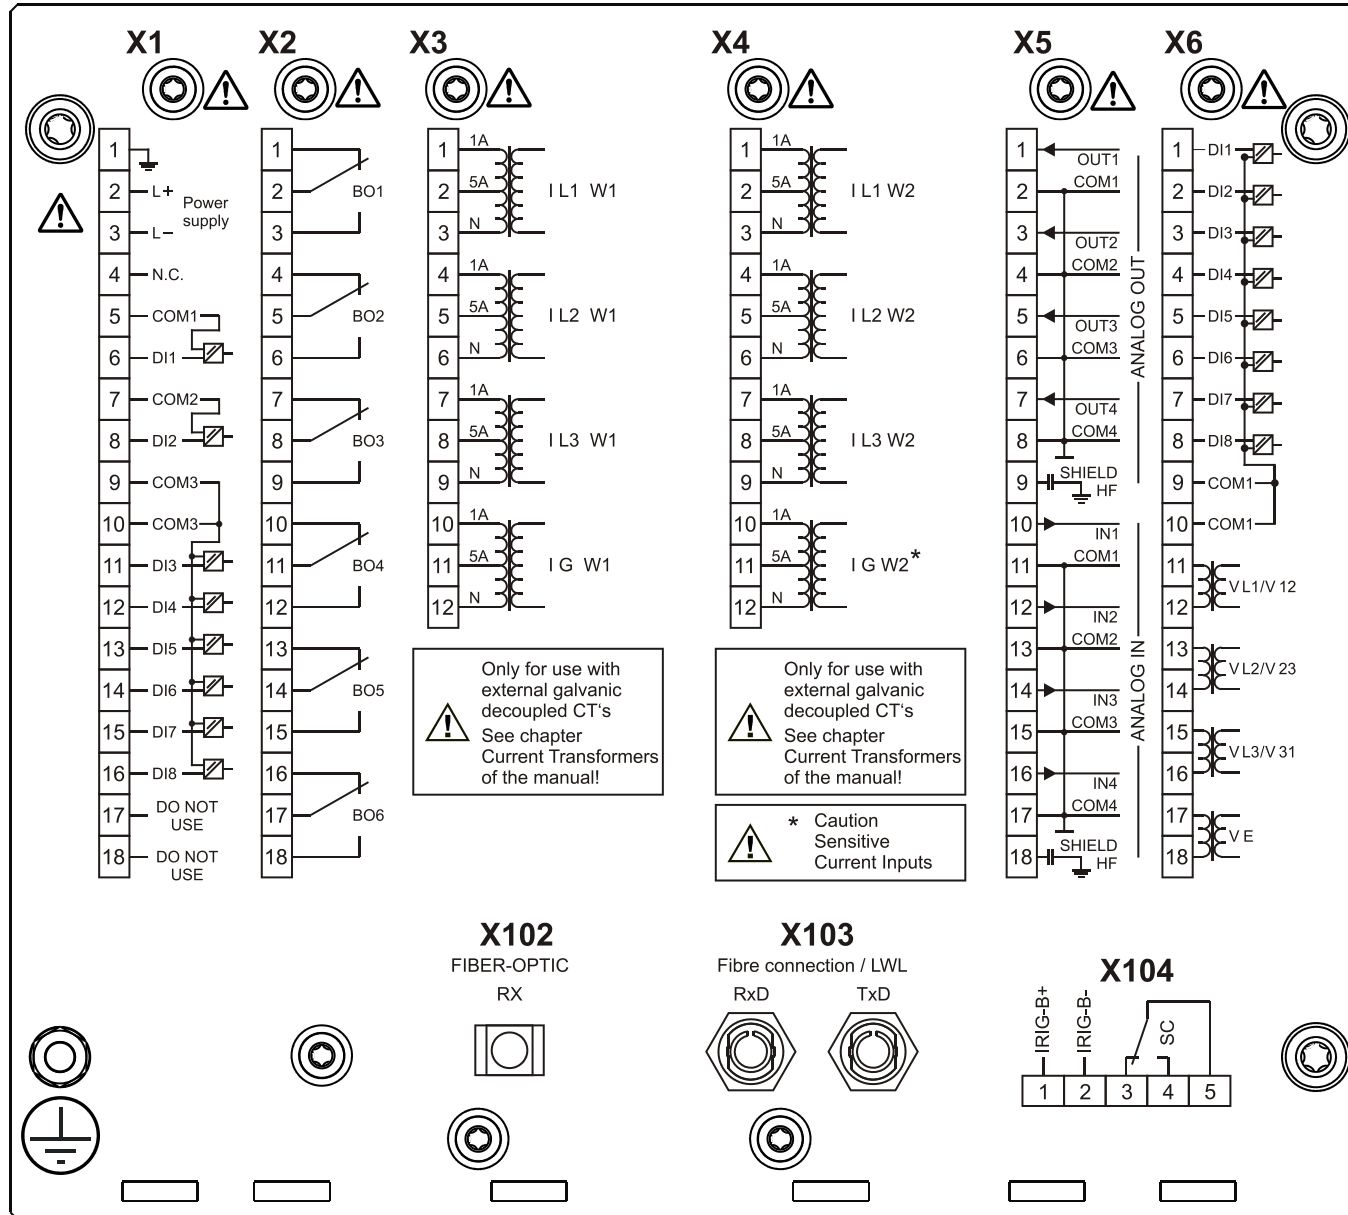 X1
1
2 L+
Power
supply
3 L−
4 N.C.
5 COM1
6 DI1
7 COM2
8 DI2
9 COM3
10 COM3
11 DI3
12 DI4
13 DI5
14 DI6
15 DI7
16 DI8
17 DO NOT
USE
18 DO NOT
USE
X2
1
2 BO1
3
4
5 BO2
6
7
8 BO3
9
10
11 BO4
12
13
14 BO5
15
16
17 BO6
18
X3
1 1A
2 5A I L1 W1
3 N
4 1A
5 5A I L2 W1
6 N
7 1A
8 5A I L3 W1
9 N
10 1A
11 5A I G W1
12 N
Only for use with
external galvanic
decoupled CT's
See chapter
Current Transformers
of the manual!
X4
1 1A
2 5A I L1 W2
3 N
4 1A
5 5A I L2 W2
6 N
7 1A
8 5A I L3 W2
9 N
10 1A
11 5A I G W2*
12 N
Only for use with
external galvanic
decoupled CT's
See chapter
Current Transformers
of the manual!
* Caution
Sensitive
Current Inputs
X5
1 OUT1
2 COM1
3 OUT2
4 COM2
5 OUT3
6 COM3
7 OUT4
8 COM4
9 SHIELD
HF
ANALOG OUT
10 IN1
11 COM1
12 IN2
13 COM2
14 IN3
15 COM3
16 IN4
17 COM4
18 SHIELD
HF
ANALOG IN
X6
1 DI1
2 DI2
3 DI3
4 DI4
5 DI5
6 DI6
7 DI7
8 DI8
9 COM1
10 COM1
11
VL1/V 12
12
13
VL2/V 23
14
15
VL3/V 31
16
17
V E
18
X102
FIBER-OPTIC
RX
X103
Fibre connection / LWL
RxD TxD
X104
IRIG-B+
IRIG-B-
SC
1 2 3 4 5